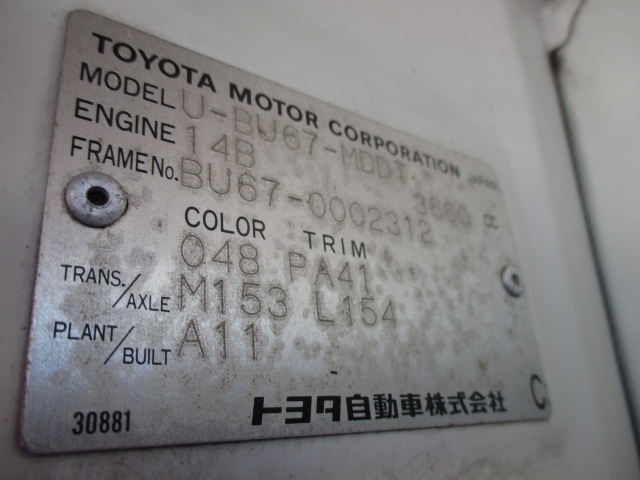 TOYOTA MOTOR CORPORATION JAPAN
MODEL U-BU67-MDDT
ENGINE 14B 3660 cc
FRAME No. BU67-0002312
COLOR TRIM
048 PA41
TRANS./AXLE M153 L154
PLANT/BUILT A11
30881 トヨタ自動車株式会社 C